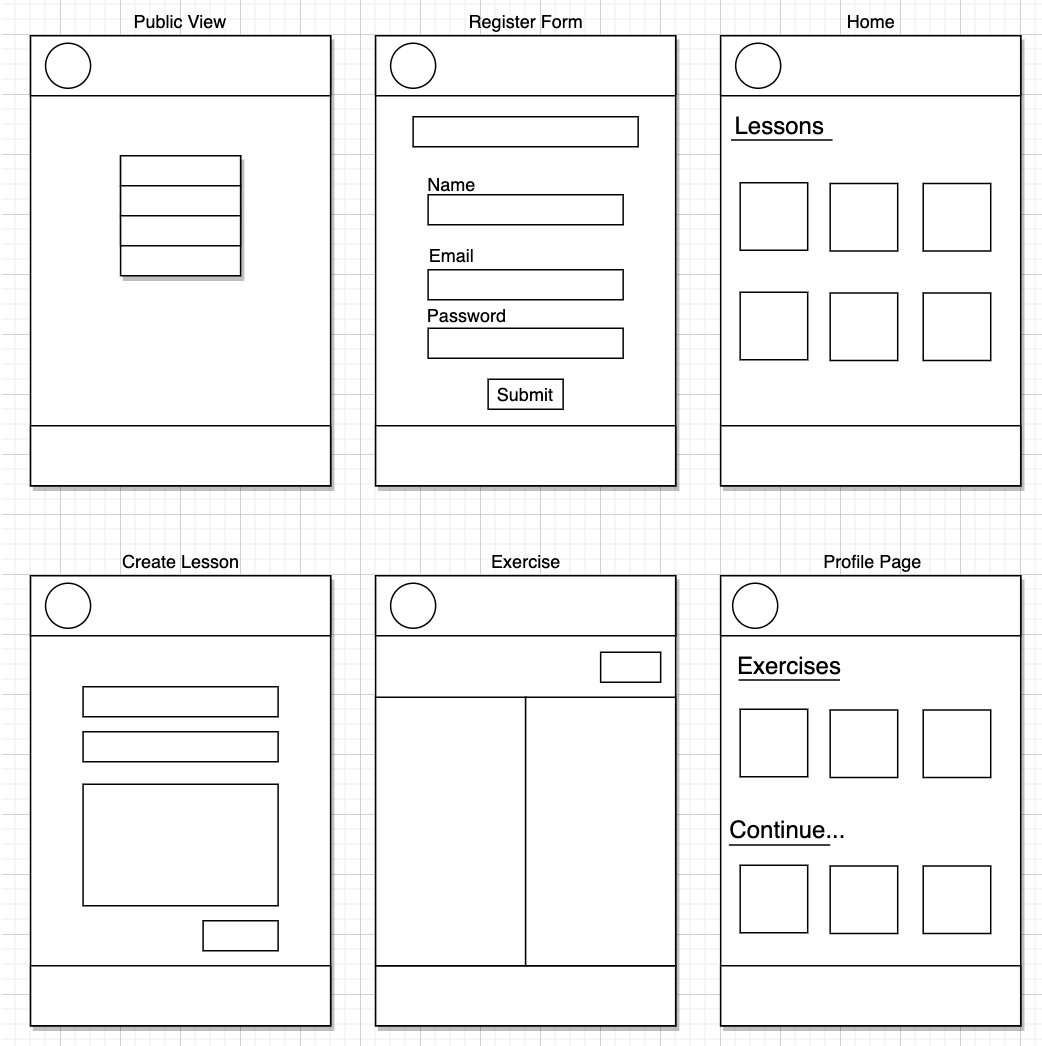 Public View
Register Form
Home
Lessons
Name
Email
Password
Submit
Create Lesson
Exercise
Profile Page
Exercises
Continue...